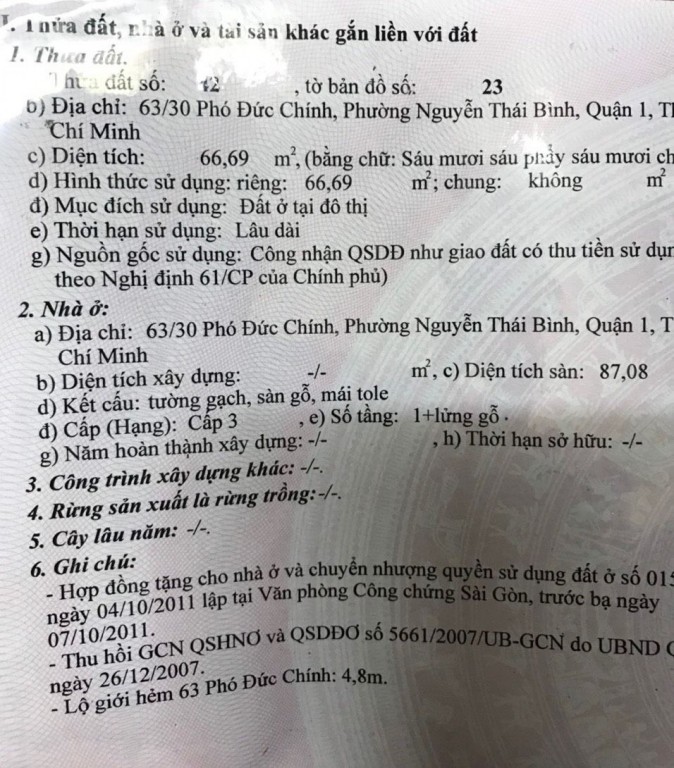 I. Thửa đất, nhà ở và tài sản khác gắn liền với đất
1. Thửa đất.
Thửa đất số: 42 , tờ bản đồ số: 23
b) Địa chỉ: 63/30 Phó Đức Chính, Phường Nguyễn Thái Bình, Quận 1, T
Chí Minh
c) Diện tích: 66,69 m², (bằng chữ: Sáu mươi sáu phẩy sáu mươi ch
d) Hình thức sử dụng: riêng: 66,69 m²; chung: không m²
đ) Mục đích sử dụng: Đất ở tại đô thị
e) Thời hạn sử dụng: Lâu dài
g) Nguồn gốc sử dụng: Công nhận QSDĐ như giao đất có thu tiền sử dụn
theo Nghị định 61/CP của Chính phủ)
2. Nhà ở:
a) Địa chỉ: 63/30 Phó Đức Chính, Phường Nguyễn Thái Bình, Quận 1, T
Chí Minh
b) Diện tích xây dựng: -/- m², c) Diện tích sàn: 87,08
d) Kết cấu: tường gạch, sàn gỗ, mái tole
đ) Cấp (Hạng): Cấp 3 , e) Số tầng: 1+lửng gỗ .
g) Năm hoàn thành xây dựng: -/- , h) Thời hạn sở hữu: -/-
3. Công trình xây dựng khác: -/-.
4. Rừng sản xuất là rừng trồng:-/-.
5. Cây lâu năm: -/-.
6. Ghi chú:
- Hợp đồng tặng cho nhà ở và chuyển nhượng quyền sử dụng đất ở số 015
ngày 04/10/2011 lập tại Văn phòng Công chứng Sài Gòn, trước bạ ngày
07/10/2011.
- Thu hồi GCN QSHNƠ và QSDĐƠ số 5661/2007/UB-GCN do UBND
ngày 26/12/2007.
- Lộ giới hẻm 63 Phó Đức Chính: 4,8m.